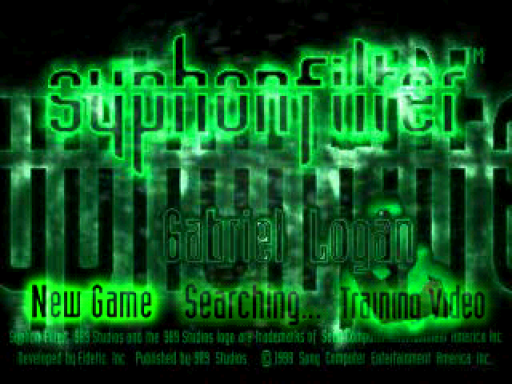 syphonfilter™
Gabriel Logan
New Game Searching... Training Video
Syphon Filter, 989 Studios and the 989 Studios logo are trademarks of Sony Computer Entertainment America Inc.
Developed by Eidetic Inc. Published by 989 Studios ©1999 Sony Computer Entertainment America Inc.